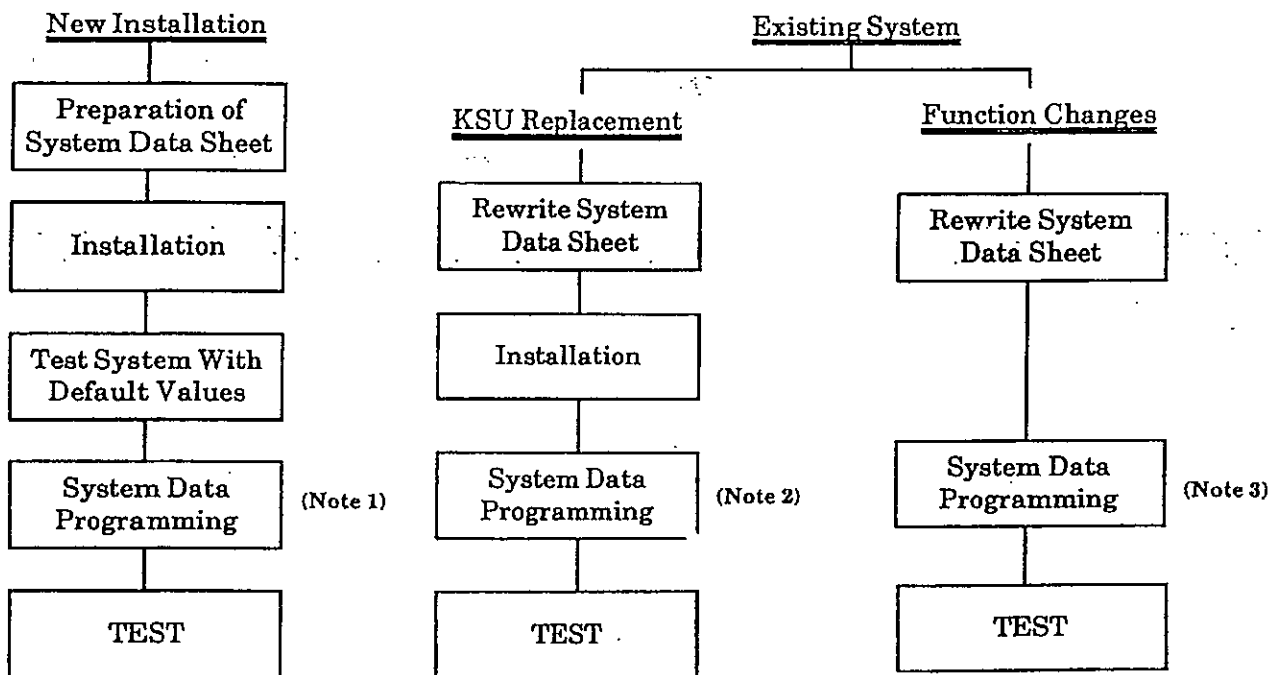 New Installation
Preparation of
System Data Sheet
Installation
Test System With
Default Values
System Data
Programming
(Note 1)
TEST
Existing System
KSU Replacement
Rewrite System
Data Sheet
Installation
System Data
Programming
(Note 2)
TEST
Function Changes
Rewrite System
Data Sheet
System Data
Programming
(Note 3)
TEST